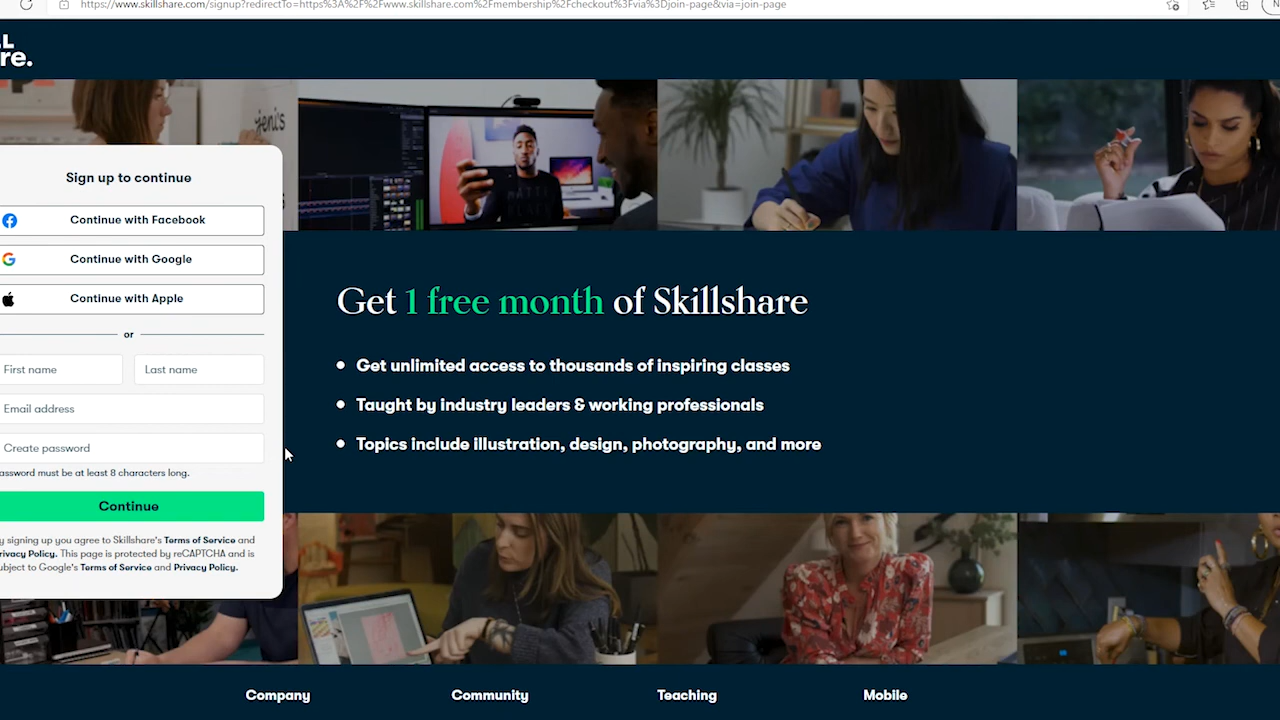 https://www.skillshare.com/signup?redirectTo=https%3A%2F%2Fwww.skillshare.com%2Fmembership%2Fcheckout%3Fvia%3Djoin-page&via=join-page
LL
re.
jeni's
Sign up to continue
Continue with Facebook
Continue with Google
Continue with Apple
or
First name
Last name
Email address
Create password
assword must be at least 8 characters long.
Continue
y signing up you agree to Skillshare's Terms of Service and
rivacy Policy. This page is protected by reCAPTCHA and is
ubject to Google's Terms of Service and Privacy Policy.
Get 1 free month of Skillshare
Get unlimited access to thousands of inspiring classes
Taught by industry leaders & working professionals
Topics include illustration, design, photography, and more
Company
Community
Teaching
Mobile